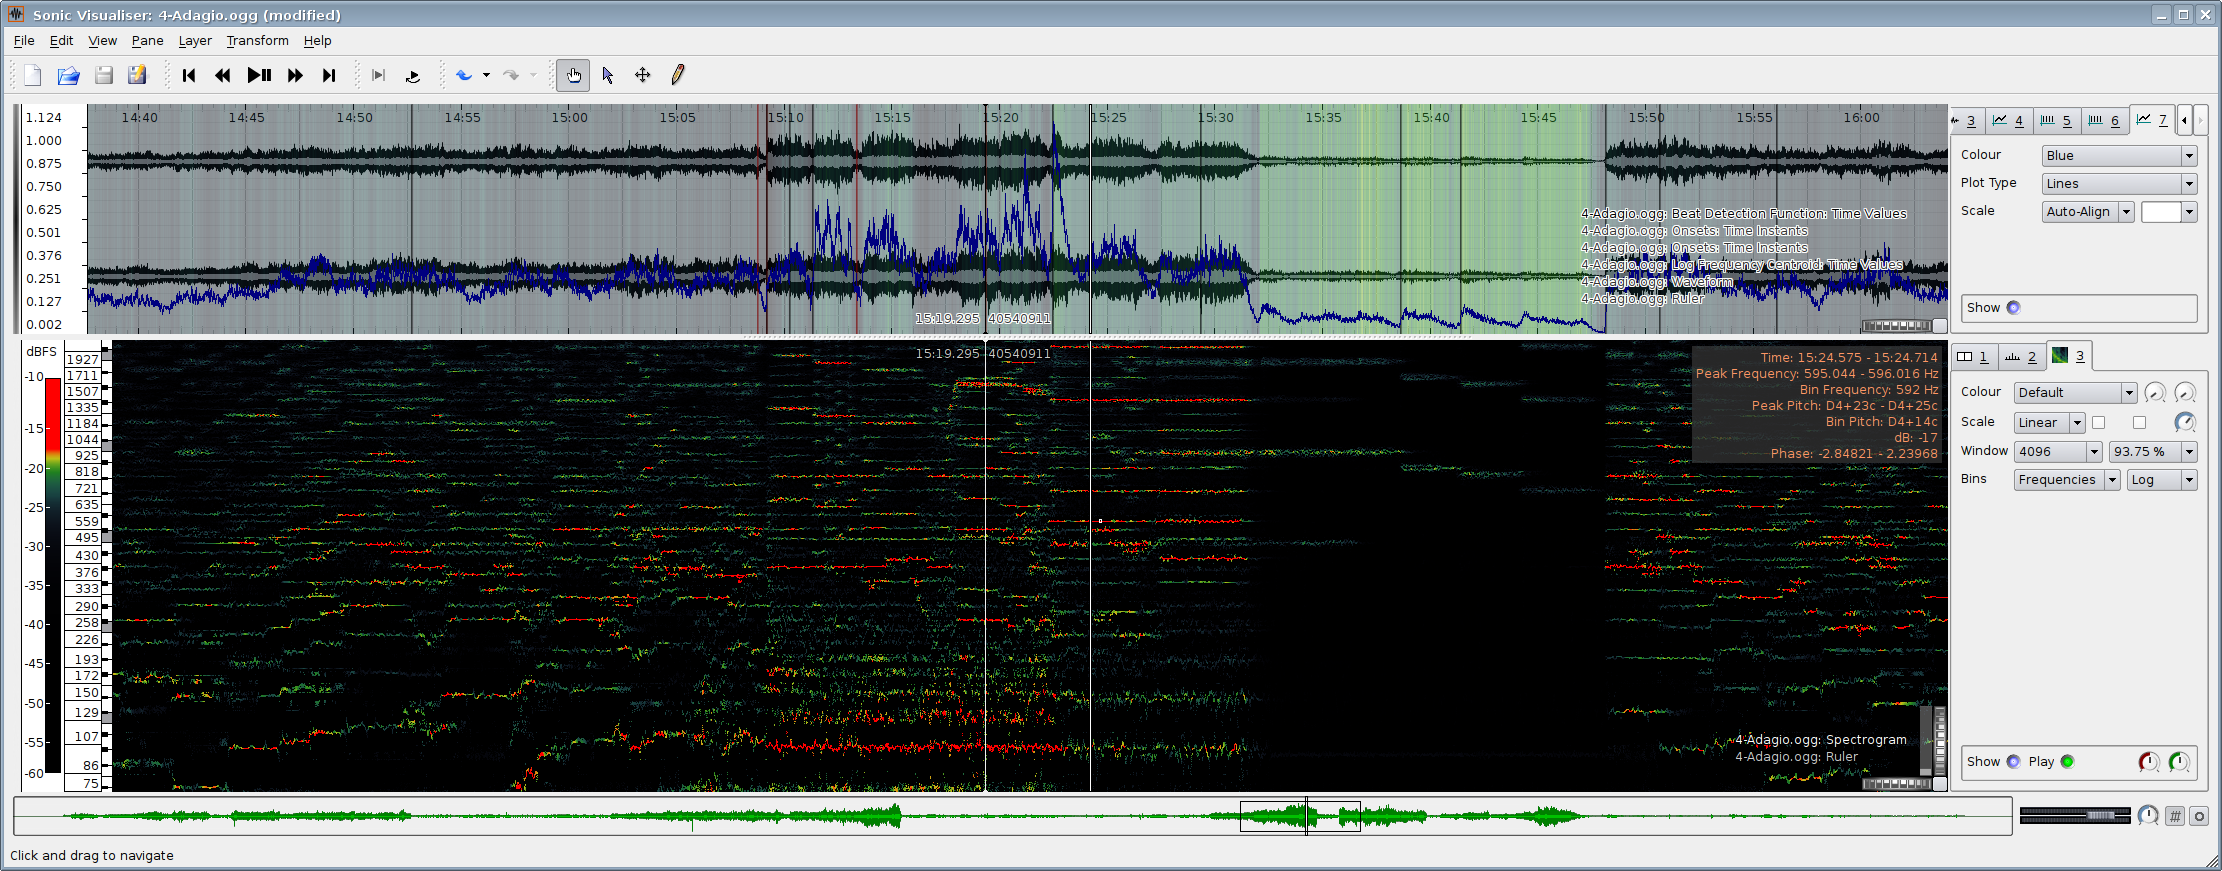 Sonic Visualiser: 4-Adagio.ogg (modified)
File Edit View Pane Layer Transform Help
14:40 14:45 14:50 14:55 15:00 15:05 15:10 15:15 15:20 15:25 15:30 15:35 15:40 15:45 15:50 15:55 16:00
1.124
1.000
0.875
0.750
0.625
0.501
0.376
0.251
0.127
0.002
4-Adagio.ogg: Beat Detection Function: Time Values
4-Adagio.ogg: Onsets: Time Instants
4-Adagio.ogg: Onsets: Time Instants
4-Adagio.ogg: Log Frequency Centroid: Time Values
4-Adagio.ogg: Waveform
4-Adagio.ogg: Ruler
15:19.295 40540911
3 4 5 6 7
Colour Blue
Plot Type Lines
Scale Auto-Align
Show
dBFS
-10
-15
-20
-25
-30
-35
-40
-45
-50
-55
-60
1927
1711
1507
1335
1184
1044
925
818
721
635
559
495
430
376
333
290
258
226
193
172
150
129
107
86
75
15:19.295 40540911
Time: 15:24.575 - 15:24.714
Peak Frequency: 595.044 - 596.016 Hz
Bin Frequency: 592 Hz
Peak Pitch: D4+23c - D4+25c
Bin Pitch: D4+14c
dB: -17
Phase: -2.84821 - 2.23968
4-Adagio.ogg: Spectrogram
4-Adagio.ogg: Ruler
1 2 3
Colour Default
Scale Linear
Window 4096 93.75 %
Bins Frequencies Log
Show Play
Click and drag to navigate